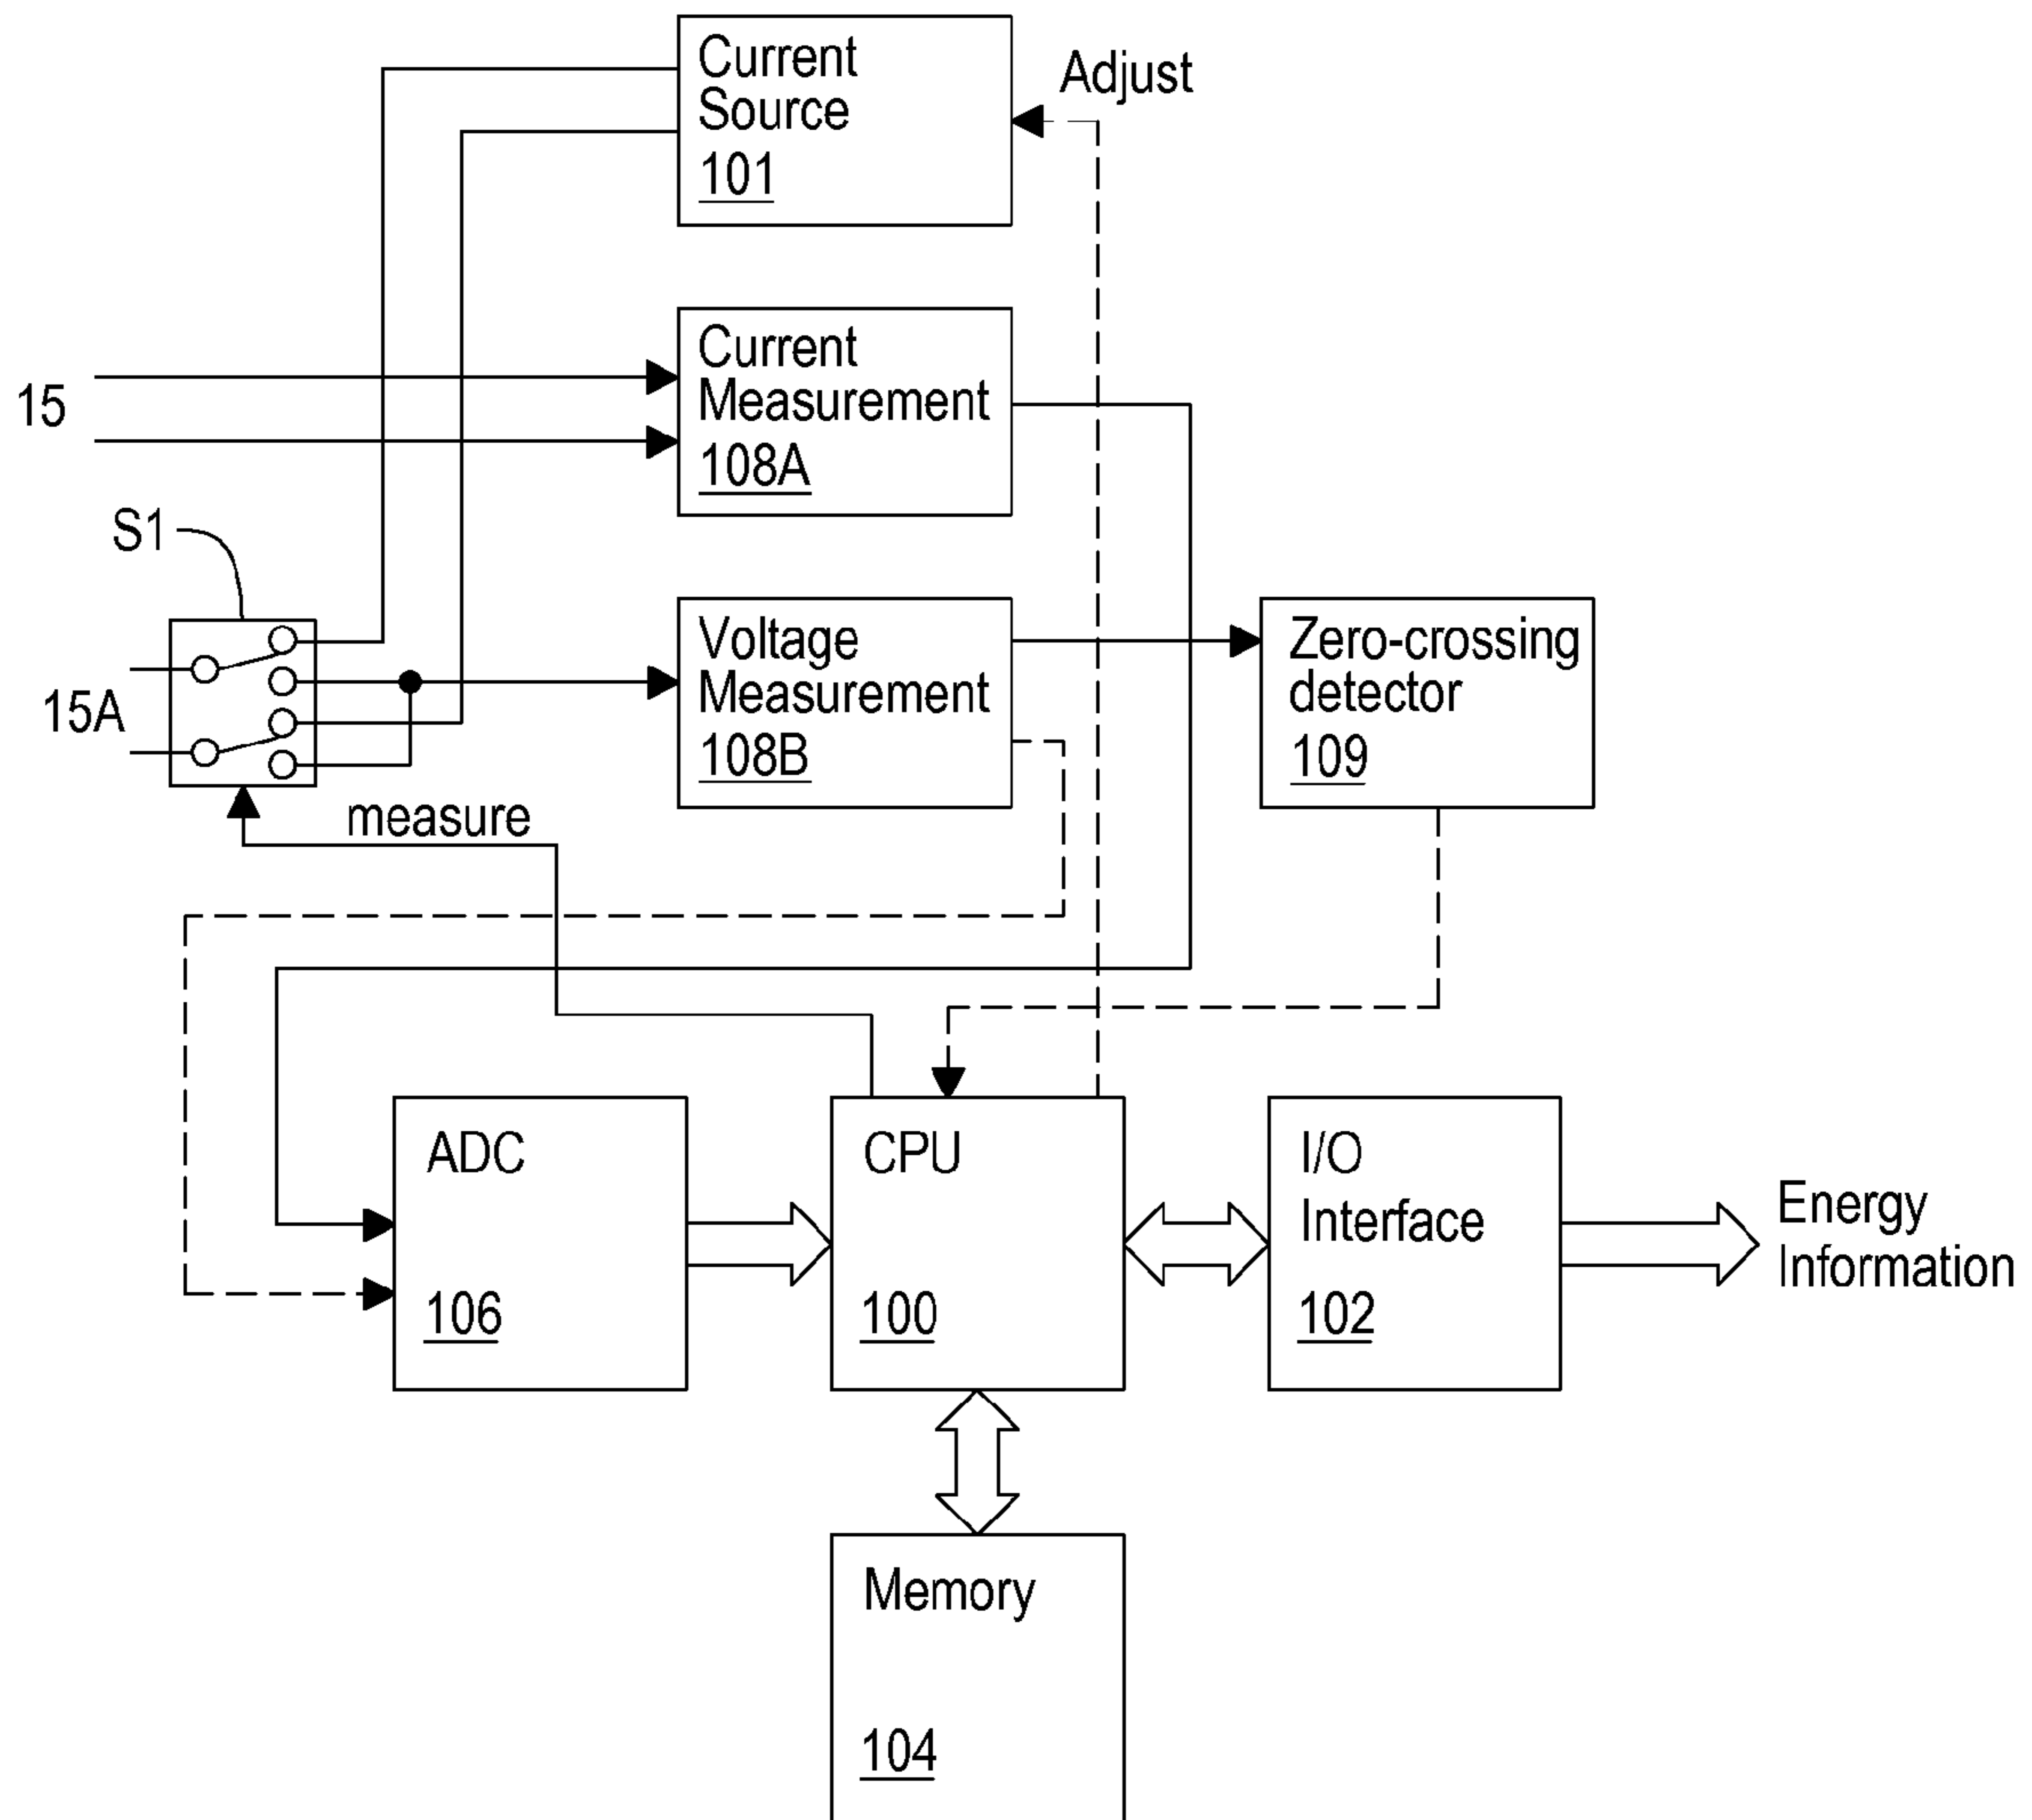 Current
Source
101
Adjust
Current
Measurement
108A
15
S1
Voltage
Measurement
108B
Zero-crossing
detector
109
15A
measure
ADC
106
CPU
100
I/O
Interface
102
Energy
Information
Memory
104